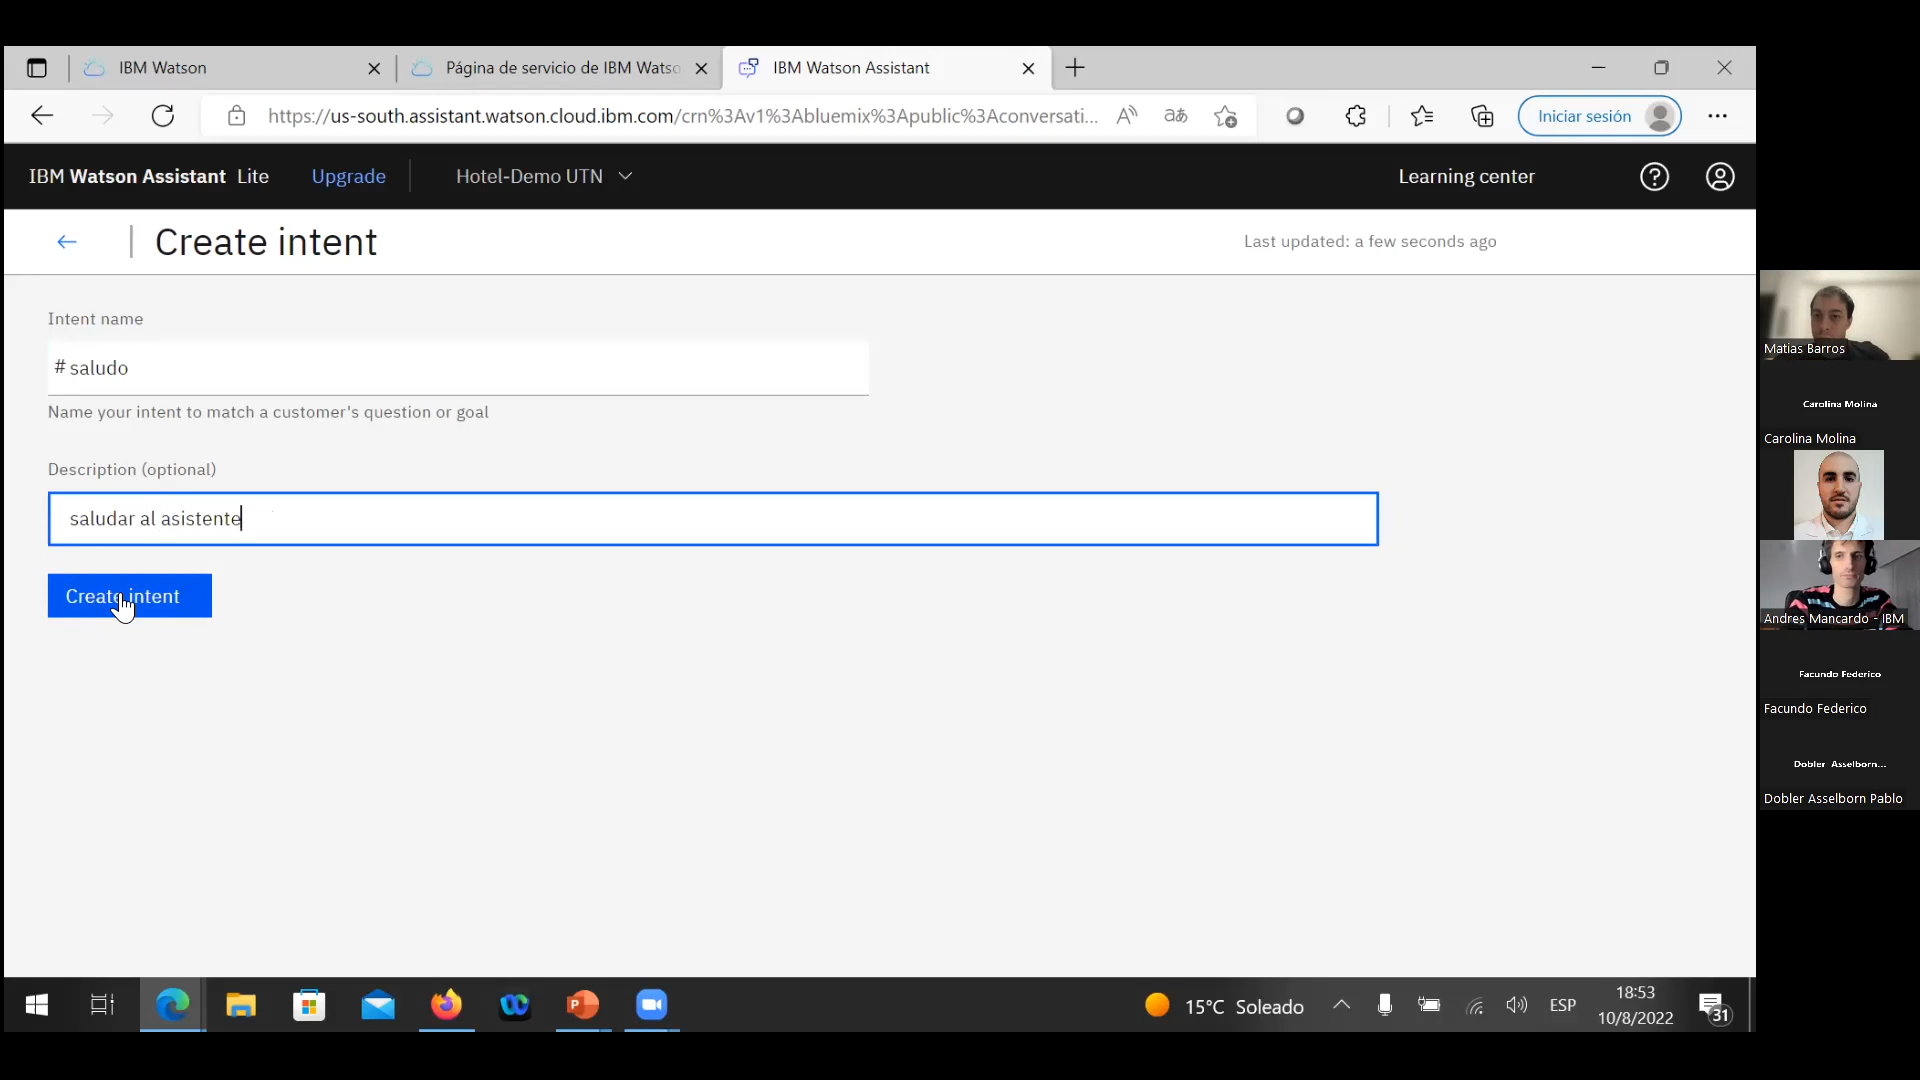 IBM Watson
Página de servicio de IBM Watso
IBM Watson Assistant
https://us-south.assistant.watson.cloud.ibm.com/crn%3Av1%3Abluemix%3Apublic%3Aconversati...
Iniciar sesión
IBM Watson Assistant Lite
Upgrade
Hotel-Demo UTN
Learning center
Create intent
Last updated: a few seconds ago
Intent name
# saludo
Name your intent to match a customer's question or goal
Description (optional)
saludar al asistente
Create intent
Matias Barros
Carolina Molina
Carolina Molina
Andres Mancardo - IBM
Facundo Federico
Facundo Federico
Dobler Asselborn...
Dobler Asselborn Pablo
15°C Soleado
ESP
18:53
10/8/2022
31